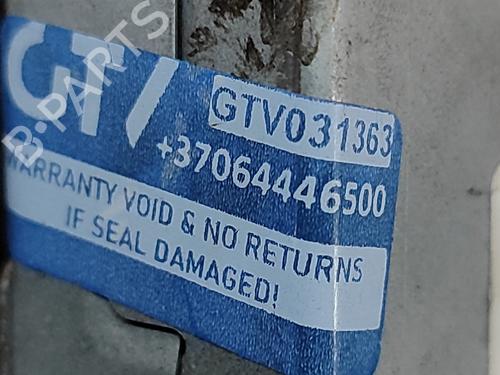 GTV
GTV031363
+37064446500
WARRANTY VOID & NO RETURNS
IF SEAL DAMAGED!
B-PARTS